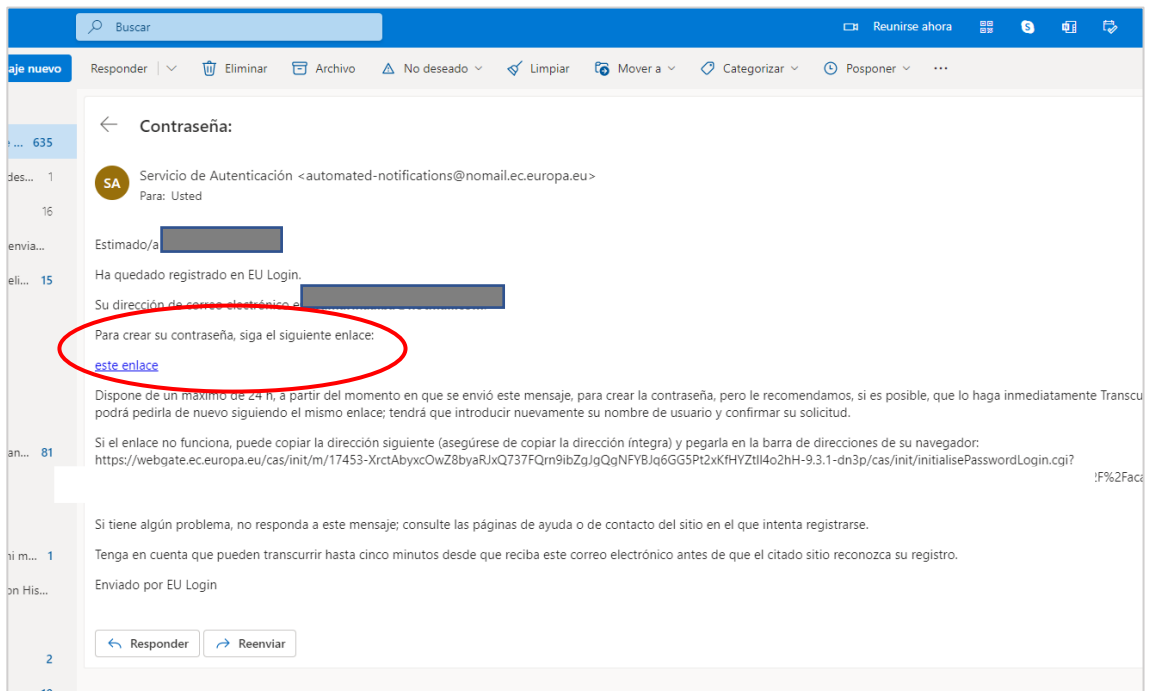 Buscar
Reunirse ahora
aje nuevo
Responder Eliminar Archivo No deseado Limpiar Mover a Categorizar Posponer ...
Contraseña:
... 635
des... 1
SA
Servicio de Autenticación <automated-notifications@nomail.ec.europa.eu>
Para: Usted
16
envia...
Estimado/a
eli... 15
Ha quedado registrado en EU Login.
Su dirección de correo electrónico
Para crear su contraseña, siga el siguiente enlace:
este enlace
Dispone de un máximo de 24 h, a partir del momento en que se envió este mensaje, para crear la contraseña, pero le recomendamos, si es posible, que lo haga inmediatamente Transcu
podrá pedirla de nuevo siguiendo el mismo enlace; tendrá que introducir nuevamente su nombre de usuario y confirmar su solicitud.
Si el enlace no funciona, puede copiar la dirección siguiente (asegúrese de copiar la dirección íntegra) y pegarla en la barra de direcciones de su navegador:
an... 81
https://webgate.ec.europa.eu/cas/init/m/17453-XrctAbyxcOwZ8byaRJxQ737FQrn9ibZgJgQgNFYBJq6GG5Pt2xKfHYZtII4o2hH-9.3.1-dn3p/cas/init/initialisePasswordLogin.cgi?
2F%2Faca
Si tiene algún problema, no responda a este mensaje; consulte las páginas de ayuda o de contacto del sitio en el que intenta registrarse.
ni m... 1
Tenga en cuenta que pueden transcurrir hasta cinco minutos desde que reciba este correo electrónico antes de que el citado sitio reconozca su registro.
on His...
Enviado por EU Login
Responder Reenviar
2